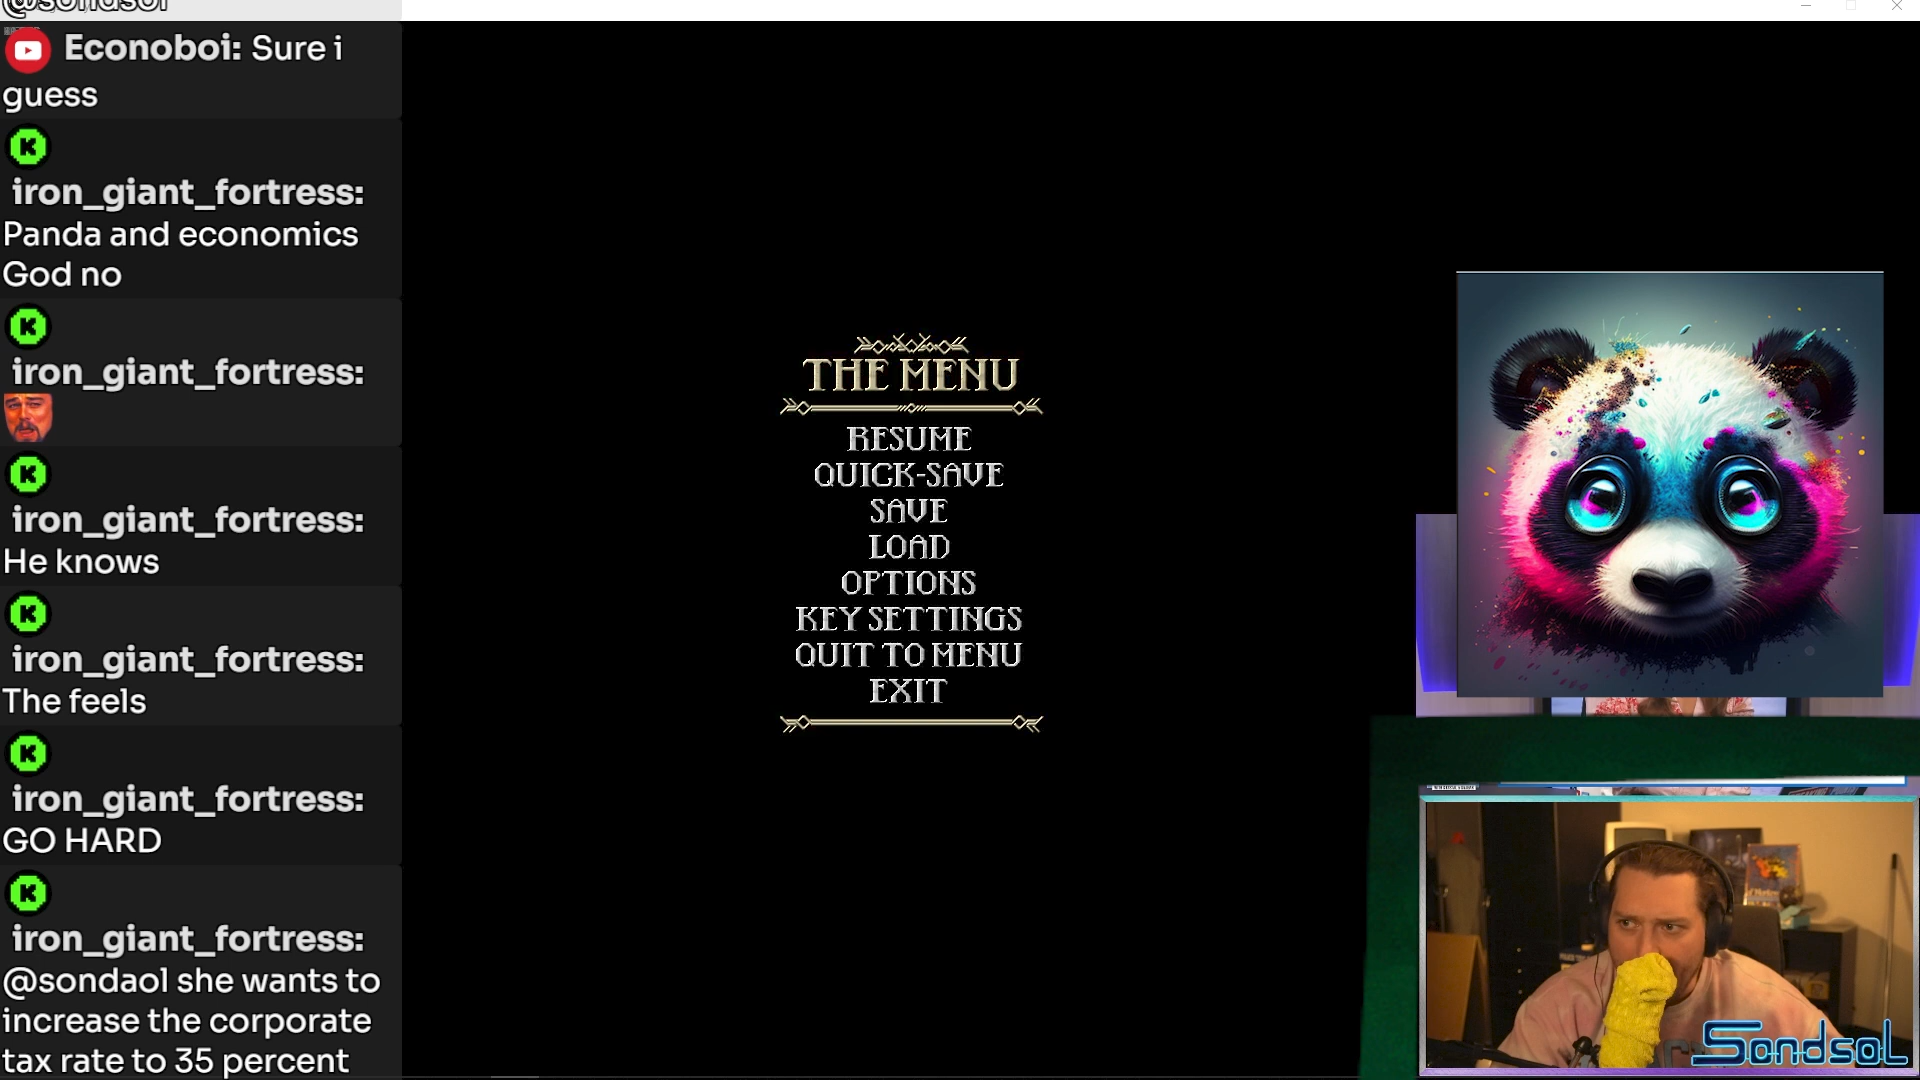 @sondsol
Econoboi: Sure i
guess
iron_giant_fortress:
Panda and economics
God no
iron_giant_fortress:
iron_giant_fortress:
He knows
iron_giant_fortress:
The feels
iron_giant_fortress:
GO HARD
iron_giant_fortress:
@sondaol she wants to
increase the corporate
tax rate to 35 percent
THE MENU
RESUME
QUICK-SAVE
SAVE
LOAD
OPTIONS
KEY SETTINGS
QUIT TO MENU
EXIT
Sondsol